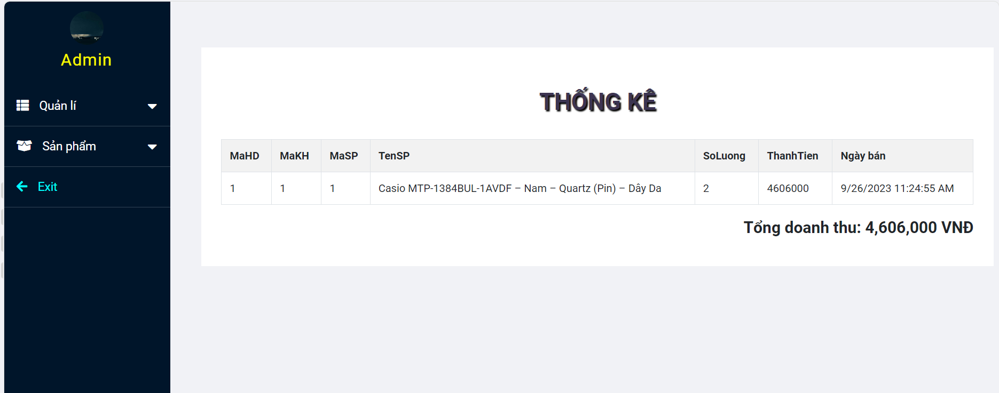 Admin
Quản lí
Sản phẩm
Exit
THỐNG KÊ
MaHD MaKH MaSP TenSP SoLuong ThanhTien Ngày bán
1 1 1 Casio MTP-1384BUL-1AVDF – Nam – Quartz (Pin) – Dây Da 2 4606000 9/26/2023 11:24:55 AM
Tổng doanh thu: 4,606,000 VNĐ